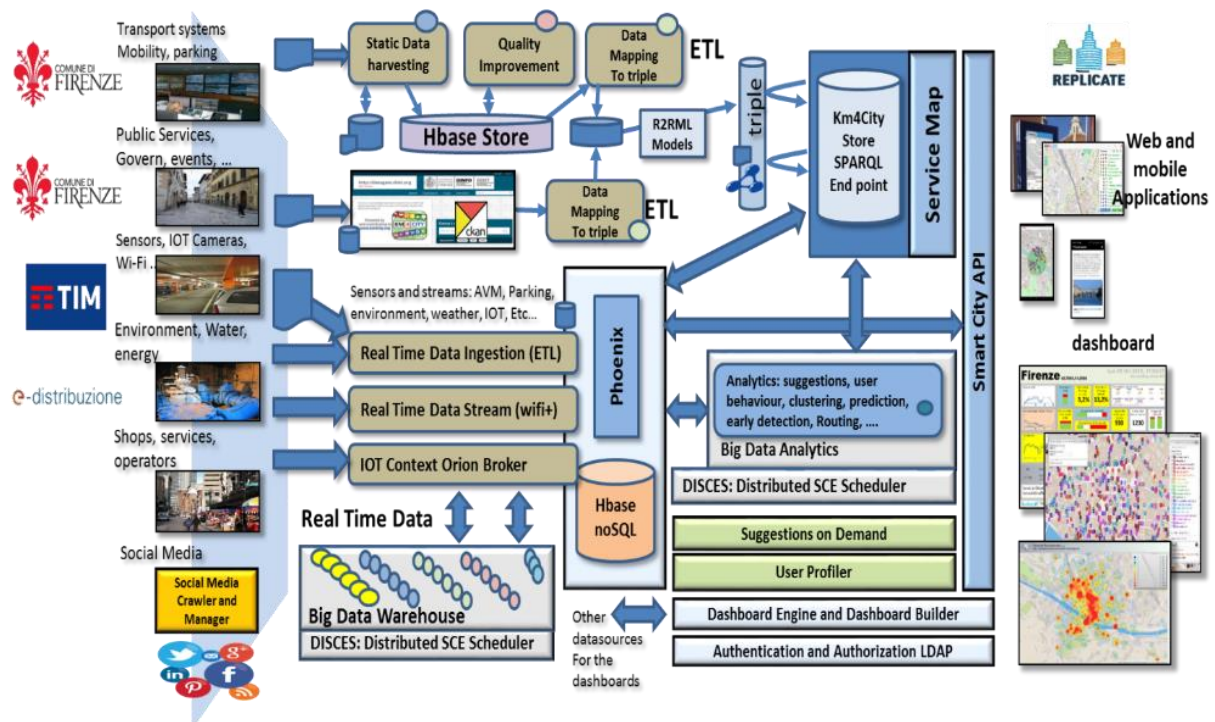 Transport systems
Mobility, parking
COMUNE DI
FIRENZE
Public Services,
Govern, events, ...
COMUNE DI
FIRENZE
Sensors, IOT Cameras,
Wi-Fi ..
TIM
Environment, Water,
energy
e-distribuzione
Shops, services,
operators
Social Media
Social Media
Crawler and
Manager
Static Data
harvesting
Quality
Improvement
Data
Mapping
To triple
ETL
Hbase Store
R2RML
Models
triple
Km4City
Store
SPARQL
End point
Service Map
Smart City API
ckan
Data
Mapping
To triple
ETL
Sensors and streams: AVM, Parking,
environment, weather, IOT, Etc...
Real Time Data Ingestion (ETL)
Real Time Data Stream (wifi+)
IOT Context Orion Broker
Phoenix
Hbase
noSQL
Real Time Data
Big Data Warehouse
DISCES: Distributed SCE Scheduler
Analytics: suggestions, user
behaviour, clustering, prediction,
early detection, Routing, ....
Big Data Analytics
DISCES: Distributed SCE Scheduler
Suggestions on Demand
User Profiler
Other
datasources
For the
dashboards
Dashboard Engine and Dashboard Builder
Authentication and Authorization LDAP
REPLICATE
Web and
mobile
Applications
dashboard
Firenze